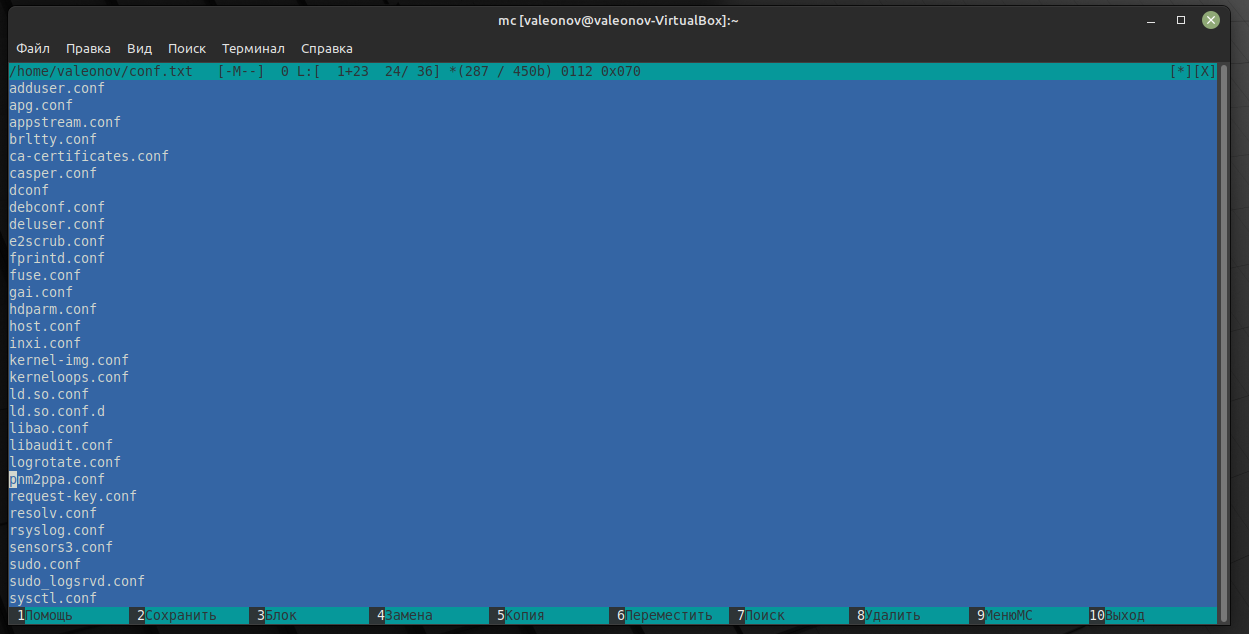 mc [valeonov@valeonov-VirtualBox]:~
Файл Правка Вид Поиск Терминал Справка
/home/valeonov/conf.txt [-M--] 0 L:[ 1+23 24/ 36] *(287 / 450b) 0112 0x070 [*][X]
adduser.conf
apg.conf
appstream.conf
brltty.conf
ca-certificates.conf
casper.conf
dconf
debconf.conf
deluser.conf
e2scrub.conf
fprintd.conf
fuse.conf
gai.conf
hdparm.conf
host.conf
inxi.conf
kernel-img.conf
kerneloops.conf
ld.so.conf
ld.so.conf.d
libao.conf
libaudit.conf
logrotate.conf
pnm2ppa.conf
request-key.conf
resolv.conf
rsyslog.conf
sensors3.conf
sudo.conf
sudo_logsrvd.conf
sysctl.conf
1Помощь 2Сохранить 3Блок 4Замена 5Копия 6Переместить 7Поиск 8Удалить 9МенюMC 10Выход